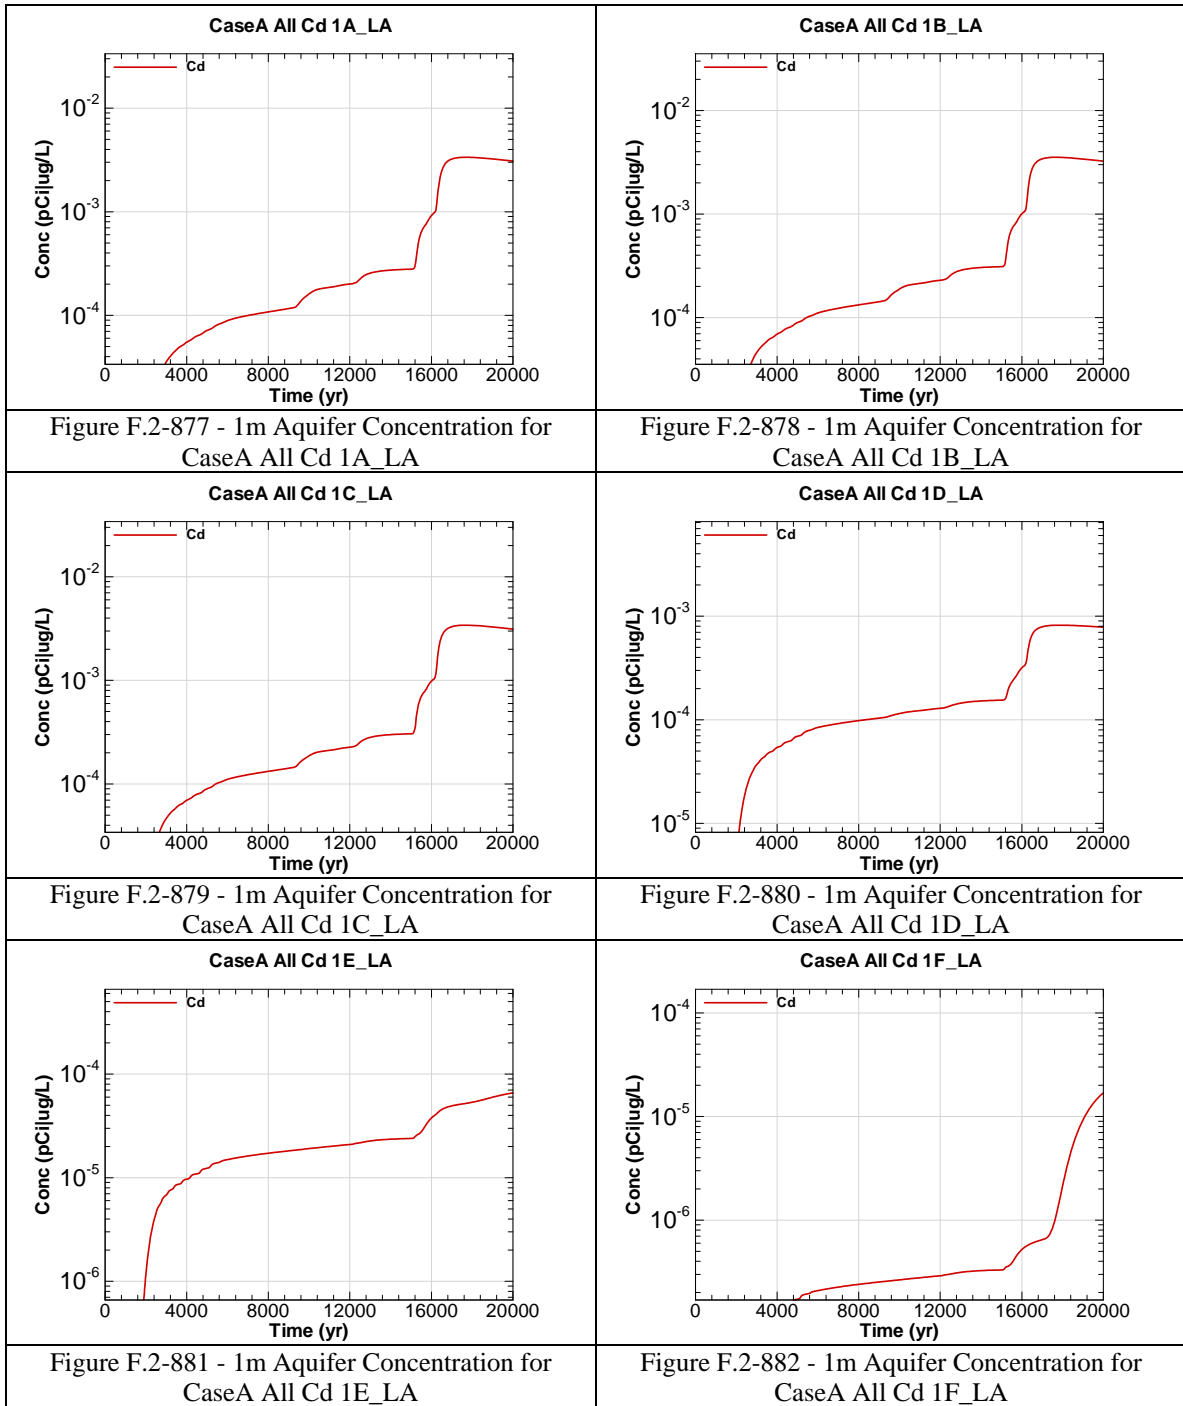 CaseA All Cd 1A_LA
Cd
Conc (pCi|ug/L)
10-2
10-3
10-4
0 4000 8000 12000 16000 20000
Time (yr)
Figure F.2-877 - 1m Aquifer Concentration for
CaseA All Cd 1A_LA
CaseA All Cd 1B_LA
Cd
Conc (pCi|ug/L)
10-2
10-3
10-4
0 4000 8000 12000 16000 20000
Time (yr)
Figure F.2-878 - 1m Aquifer Concentration for
CaseA All Cd 1B_LA
CaseA All Cd 1C_LA
Cd
Conc (pCi|ug/L)
10-2
10-3
10-4
0 4000 8000 12000 16000 20000
Time (yr)
Figure F.2-879 - 1m Aquifer Concentration for
CaseA All Cd 1C_LA
CaseA All Cd 1D_LA
Cd
Conc (pCi|ug/L)
10-3
10-4
10-5
0 4000 8000 12000 16000 20000
Time (yr)
Figure F.2-880 - 1m Aquifer Concentration for
CaseA All Cd 1D_LA
CaseA All Cd 1E_LA
Cd
Conc (pCi|ug/L)
10-4
10-5
10-6
0 4000 8000 12000 16000 20000
Time (yr)
Figure F.2-881 - 1m Aquifer Concentration for
CaseA All Cd 1E_LA
CaseA All Cd 1F_LA
Cd
Conc (pCi|ug/L)
10-4
10-5
10-6
0 4000 8000 12000 16000 20000
Time (yr)
Figure F.2-882 - 1m Aquifer Concentration for
CaseA All Cd 1F_LA